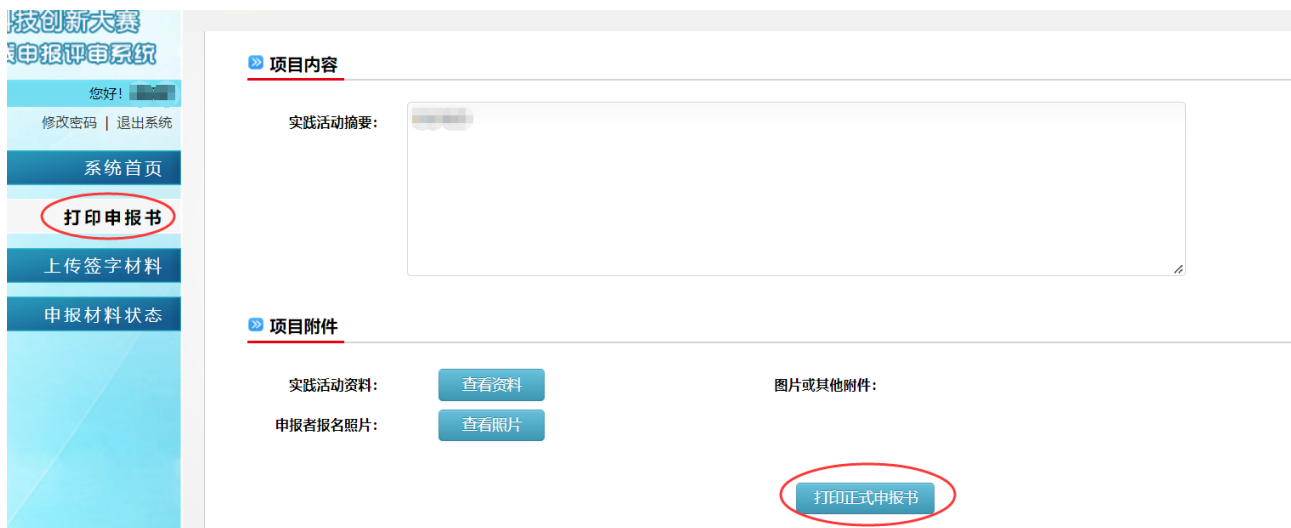 科技创新大赛
申报评审系统
您好！
修改密码 | 退出系统
系统首页
打印申报书
上传签字材料
申报材料状态
项目内容
实践活动摘要：
项目附件
实践活动资料：
查看资料
图片或其他附件：
申报者报名照片：
查看照片
打印正式申报书